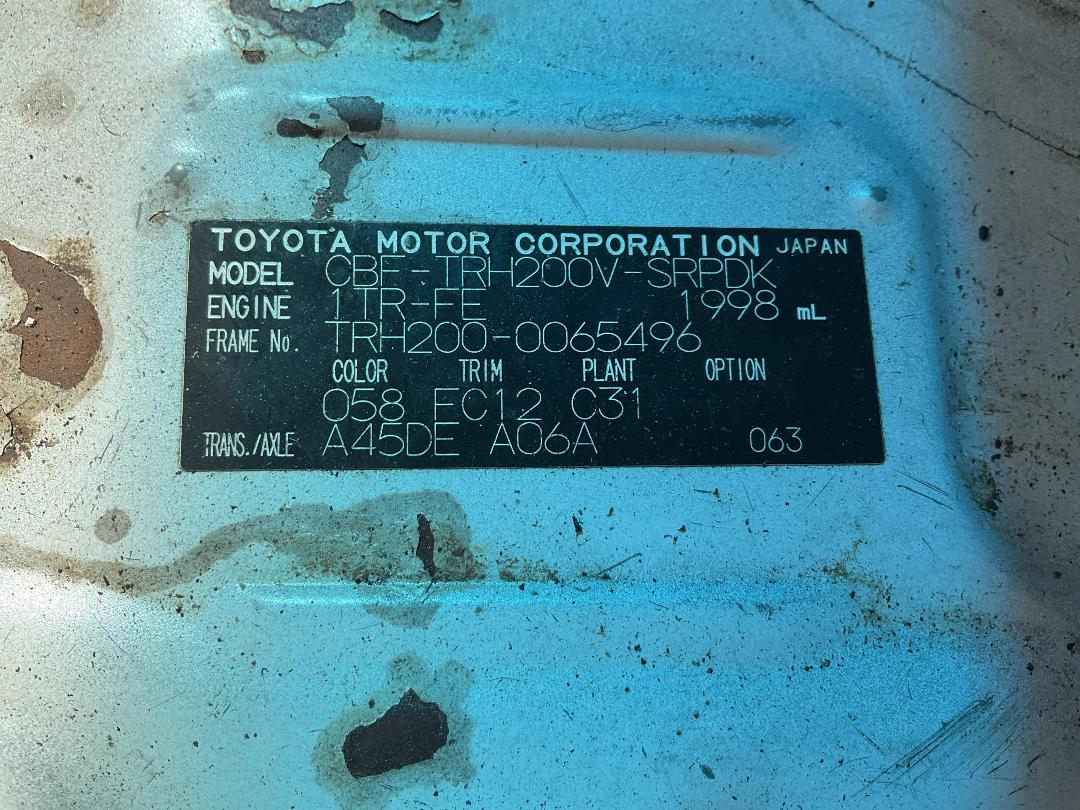 TOYOTA MOTOR CORPORATION JAPAN
MODEL CBF-TRH200V-SRPDK
ENGINE 1TR-FE 1998 mL
FRAME No. TRH200-0065496
COLOR TRIM PLANT OPTION
058 FC12 C31
TRANS./AXLE A45DE A06A 063